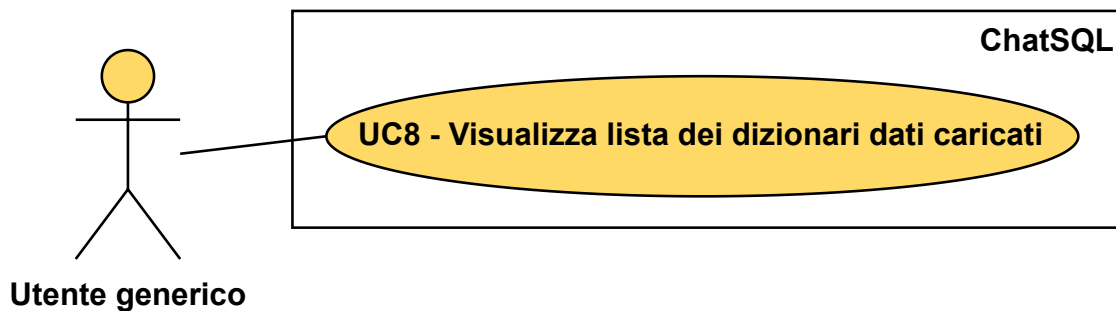 ChatSQL
UC8 - Visualizza lista dei dizionari dati caricati
Utente generico